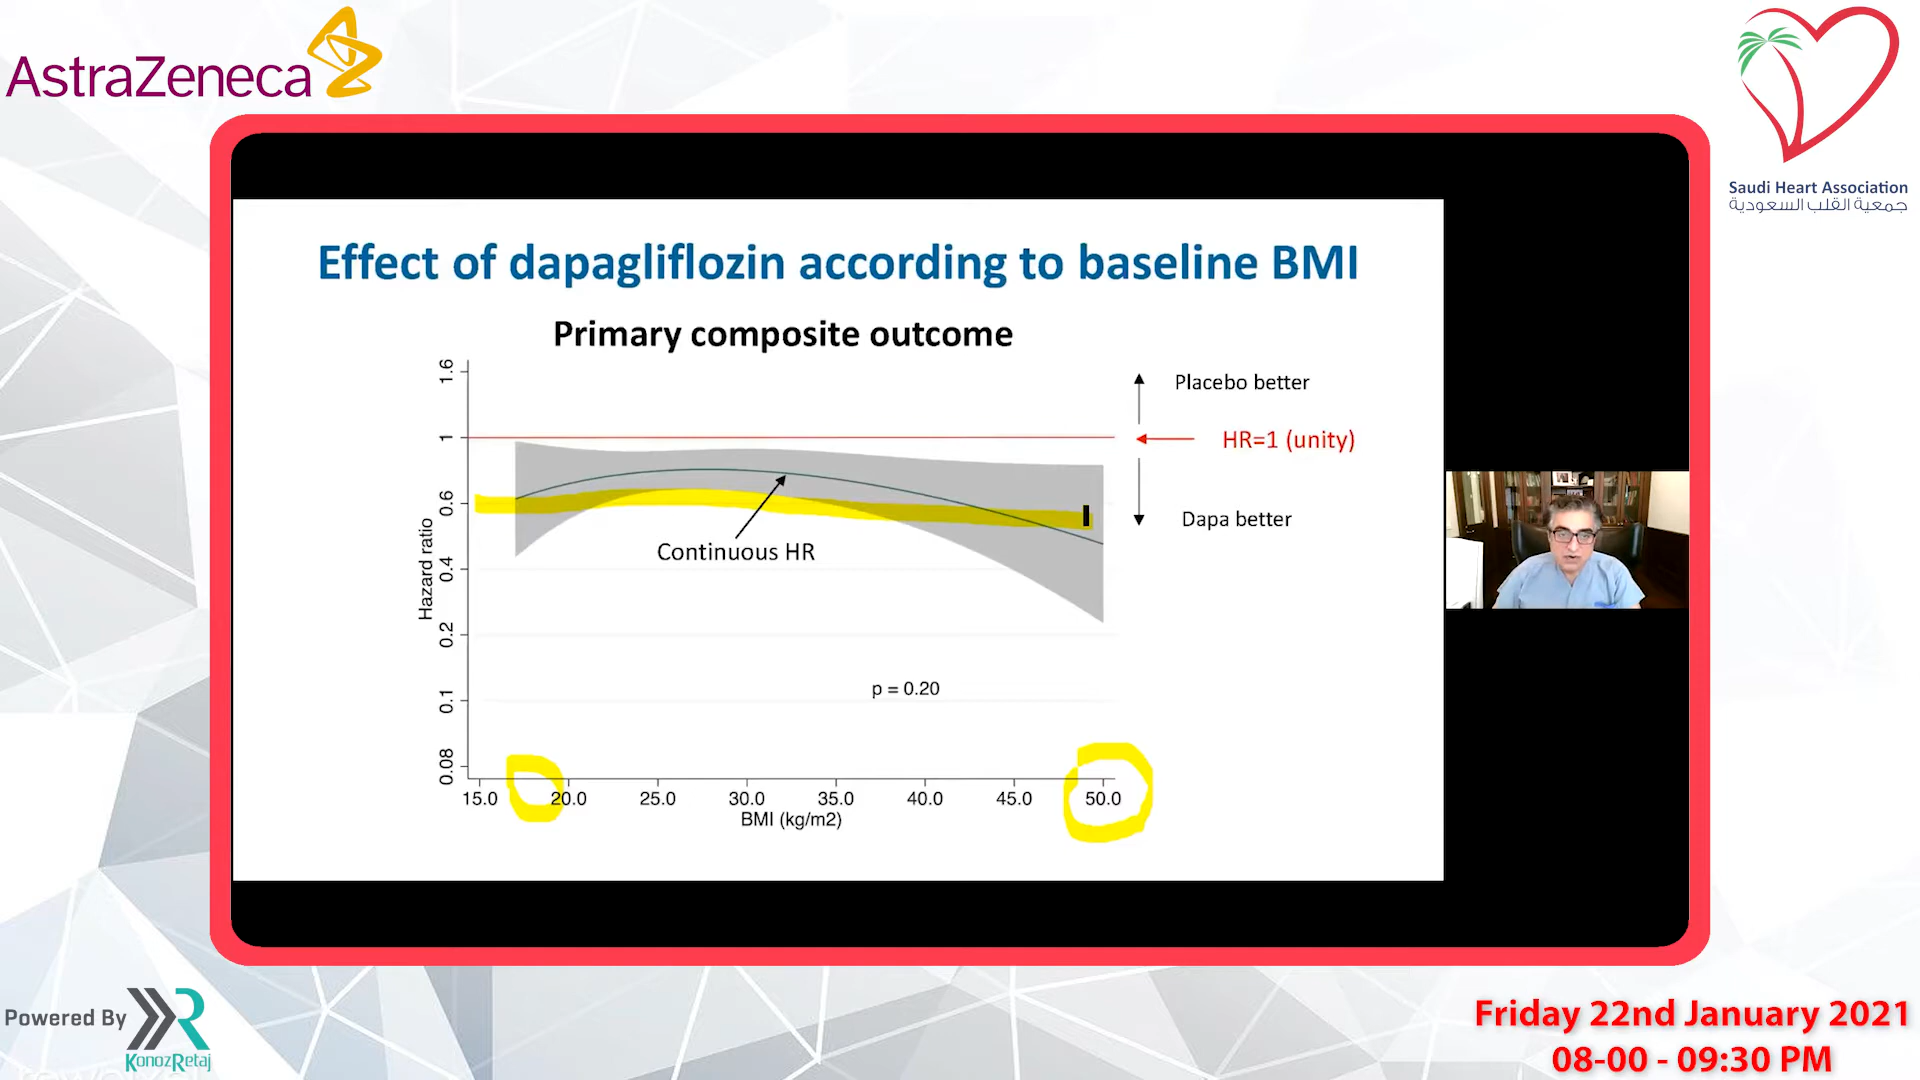 AstraZeneca
Saudi Heart Association
جمعية القلب السعودية
Effect of dapagliflozin according to baseline BMI
Primary composite outcome
Placebo better
HR=1 (unity)
Dapa better
Continuous HR
Hazard ratio
1.6
1
0.6
0.4
0.2
0.1
0.08
p = 0.20
15.0 20.0 25.0 30.0 35.0 40.0 45.0 50.0
BMI (kg/m2)
Powered By
KonozRetaj
Friday 22nd January 2021
08-00 - 09:30 PM